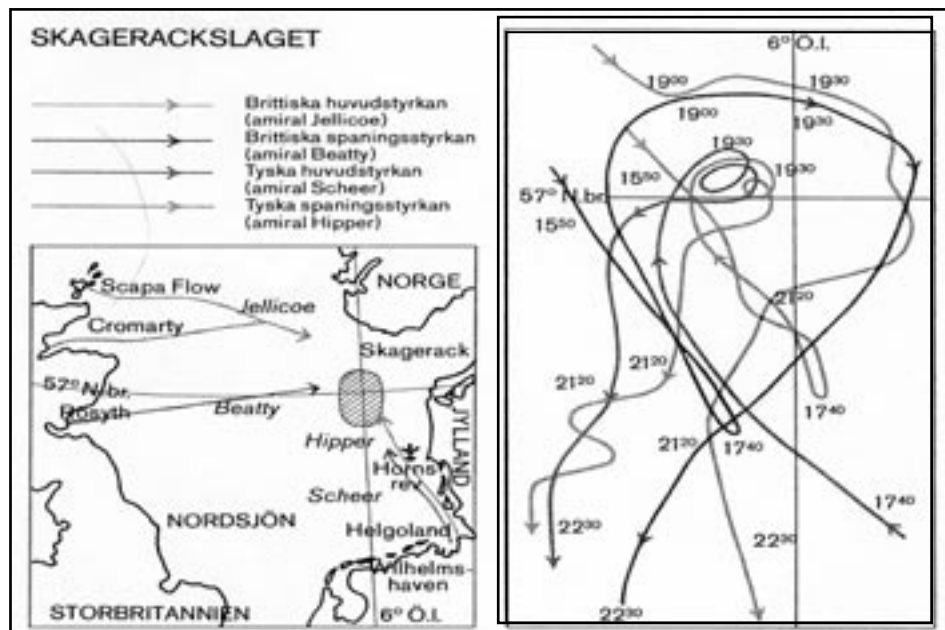 SKAGERACKSLAGET
Brittiska huvudstyrkan
(amiral Jellicoe)
Brittiska spaningsstyrkan
(amiral Beatty)
Tyska huvudstyrkan
(amiral Scheer)
Tyska spaningsstyrkan
(amiral Hipper)
Scapa Flow
NORGE
Jellicoe
Cromarty
Skagerack
57° N.br.
Rosyth
Beatty
JYLLAND
Hipper
Horns
rev
Scheer
NORDSJÖN
Helgoland
Wilhelms-
haven
STORBRITANNIEN
6° Ö.l.
6° Ö.l.
19⁰⁰
19³⁰
19⁰⁰
19³⁰
19³⁰
19³⁰
15⁵⁰
57° N.br.
15⁵⁰
21²⁰
21²⁰
21²⁰
17⁴⁰
21²⁰
17⁴⁰
17⁴⁰
22³⁰
22³⁰
22³⁰